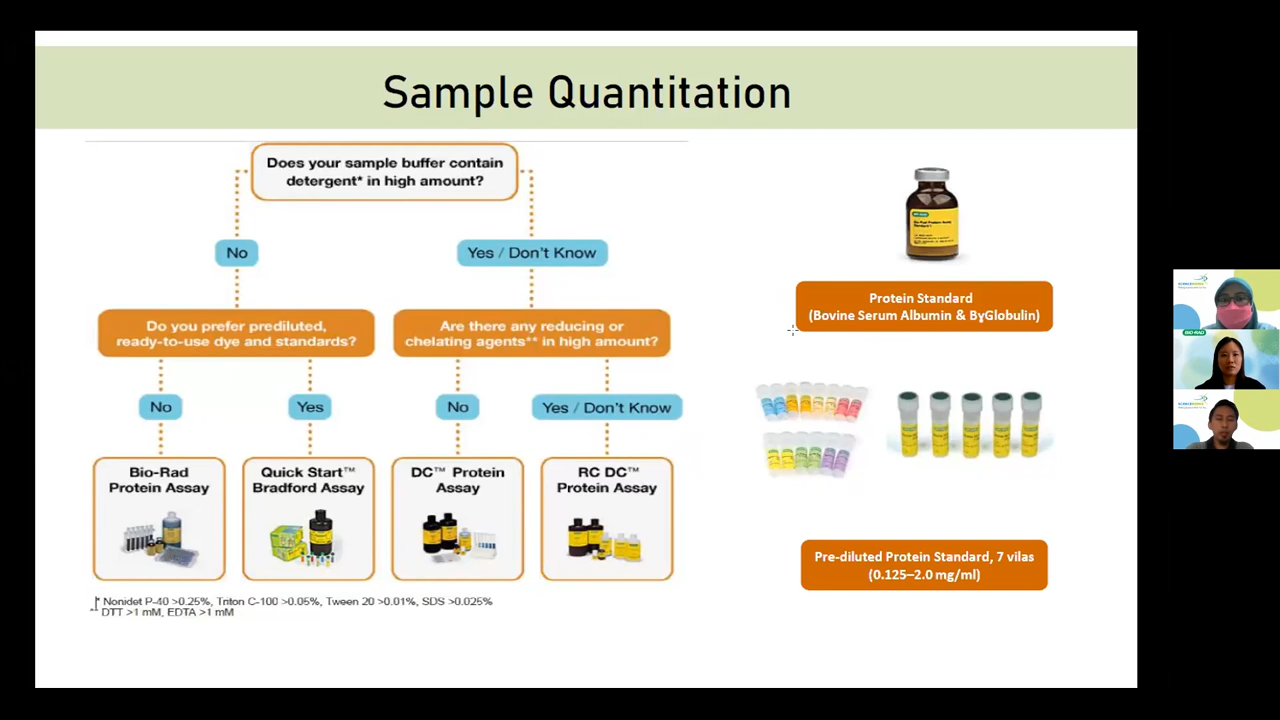 Sample Quantitation
Does your sample buffer contain
detergent* in high amount?
No
Yes / Don't Know
Do you prefer prediluted,
ready-to-use dye and standards?
Are there any reducing or
chelating agents** in high amount?
No
Yes
No
Yes / Don't Know
Bio-Rad
Protein Assay
Quick Start™
Bradford Assay
DC™ Protein
Assay
RC DC™
Protein Assay
* Nonidet P-40 >0.25%, Triton C-100 >0.05%, Tween 20 >0.01%, SDS >0.025%
** DTT >1 mM, EDTA >1 mM
Protein Standard
(Bovine Serum Albumin & BγGlobulin)
Pre-diluted Protein Standard, 7 vilas
(0.125–2.0 mg/ml)
BIO-RAD